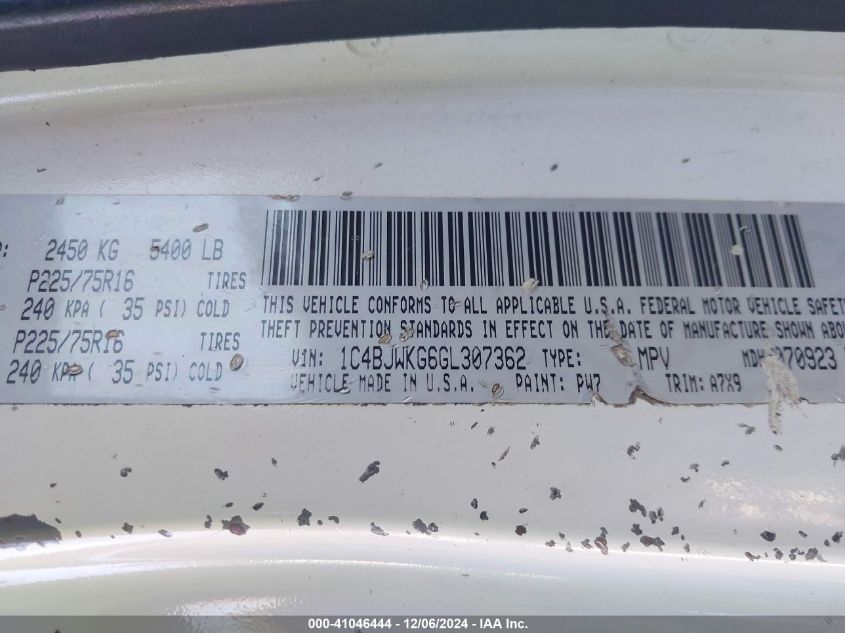 P: 2450 KG 5400 LB
P225/75R16 TIRES
240 KPA ( 35 PSI) COLD
P225/75R16 TIRES
240 KPA ( 35 PSI) COLD
THIS VEHICLE CONFORMS TO ALL APPLICABLE U.S.A. FEDERAL MOTOR VEHICLE SAFETY
THEFT PREVENTION STANDARDS IN EFFECT ON THE DATE OF MANUFACTURE SHOWN ABO
VIN: 1C4BJWKG6GL307362 TYPE: MPV MDH: 070923
VEHICLE MADE IN U.S.A. PAINT: PW7 TRIM: A7X9
000-41046444 - 12/06/2024 - IAA Inc.